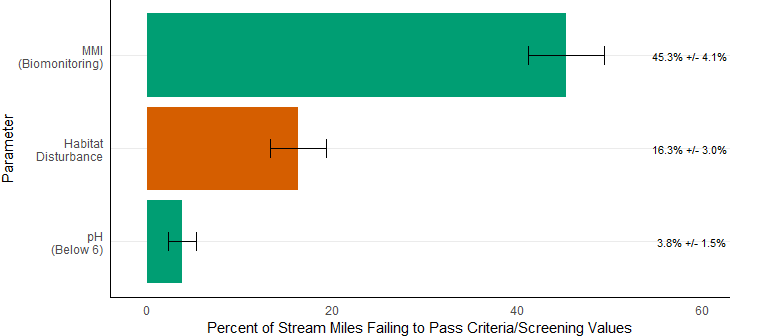 Parameter
MMI
(Biomonitoring)
45.3% +/- 4.1%
Habitat
Disturbance
16.3% +/- 3.0%
pH
(Below 6)
3.8% +/- 1.5%
0 20 40 60
Percent of Stream Miles Failing to Pass Criteria/Screening Values